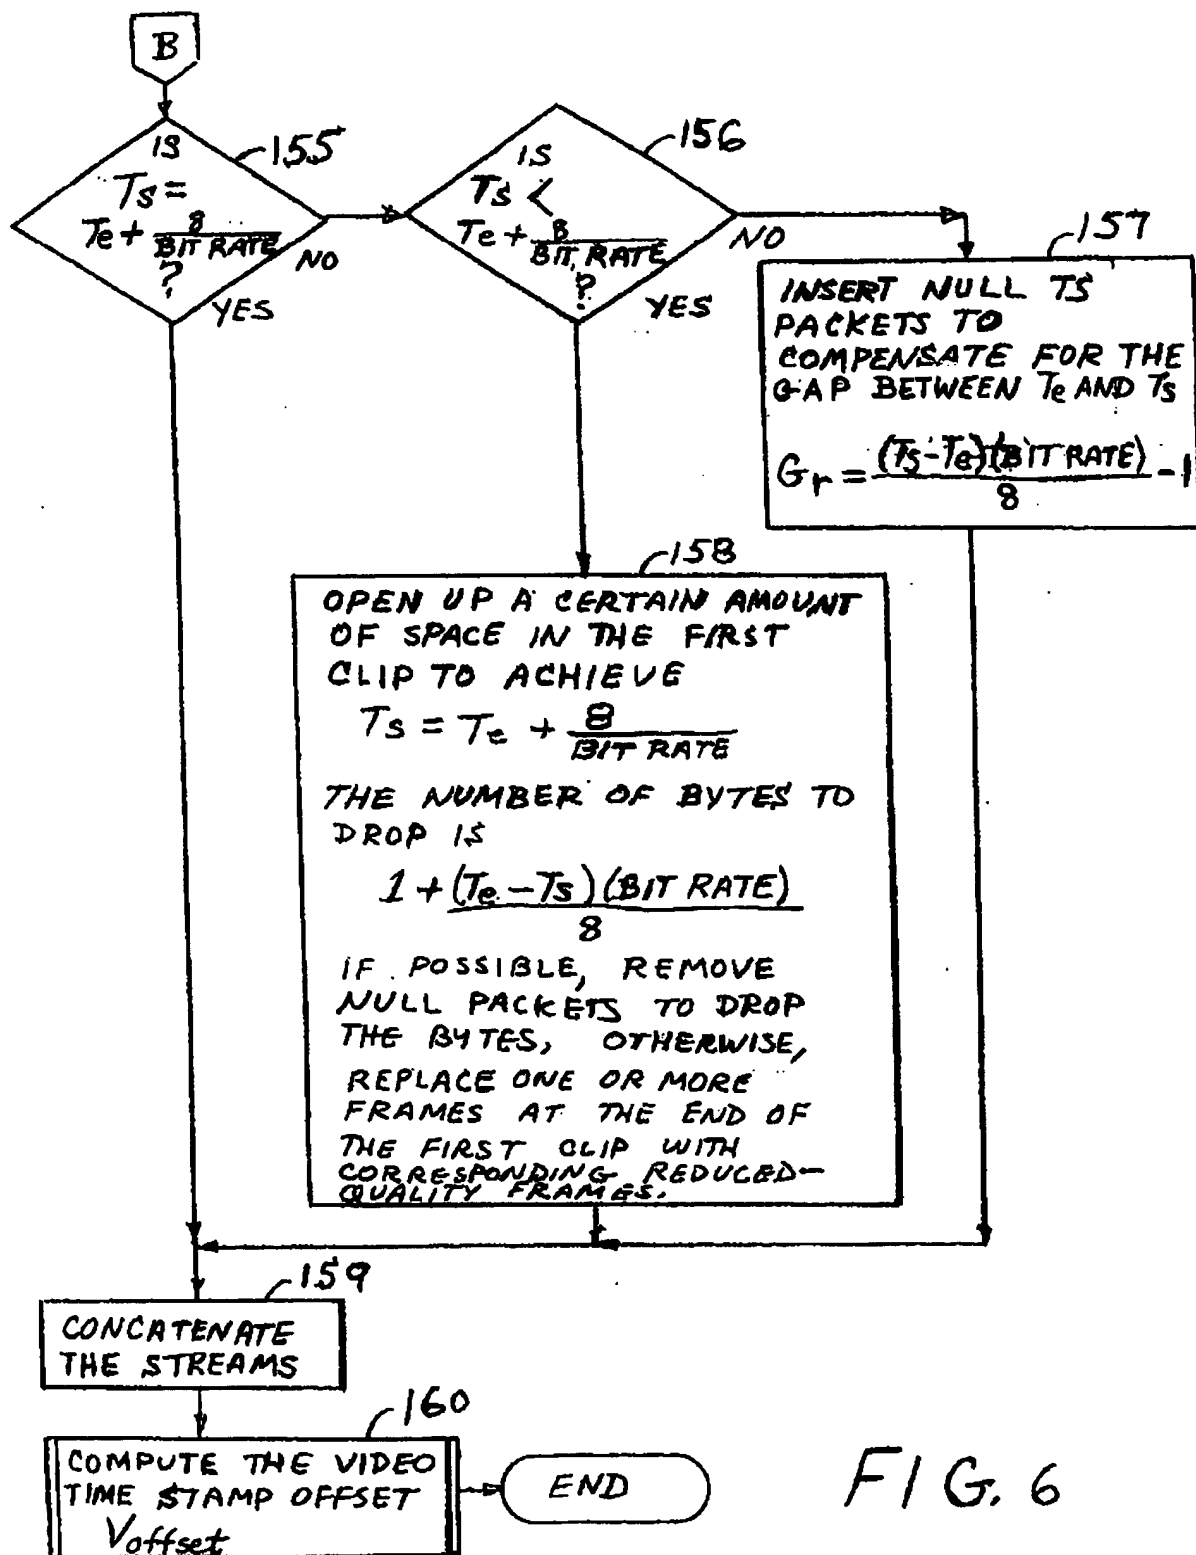 B
IS
Ts =
Te + 8/BIT RATE
?
155
NO
YES
IS
Ts <
Te + 8/BIT RATE
?
156
NO
YES
157
INSERT NULL TS
PACKETS TO
COMPENSATE FOR THE
GAP BETWEEN Te AND Ts
Gr = (Ts-Te)(BIT RATE)/8 - 1
158
OPEN UP A CERTAIN AMOUNT
OF SPACE IN THE FIRST
CLIP TO ACHIEVE
Ts = Te + 8/BIT RATE
THE NUMBER OF BYTES TO
DROP IS
1 + (Te - Ts)(BIT RATE)/8
IF POSSIBLE, REMOVE
NULL PACKETS TO DROP
THE BYTES, OTHERWISE,
REPLACE ONE OR MORE
FRAMES AT THE END OF
THE FIRST CLIP WITH
CORRESPONDING REDUCED-
QUALITY FRAMES.
159
CONCATENATE
THE STREAMS
160
COMPUTE THE VIDEO
TIME STAMP OFFSET
Voffset
END
FIG. 6